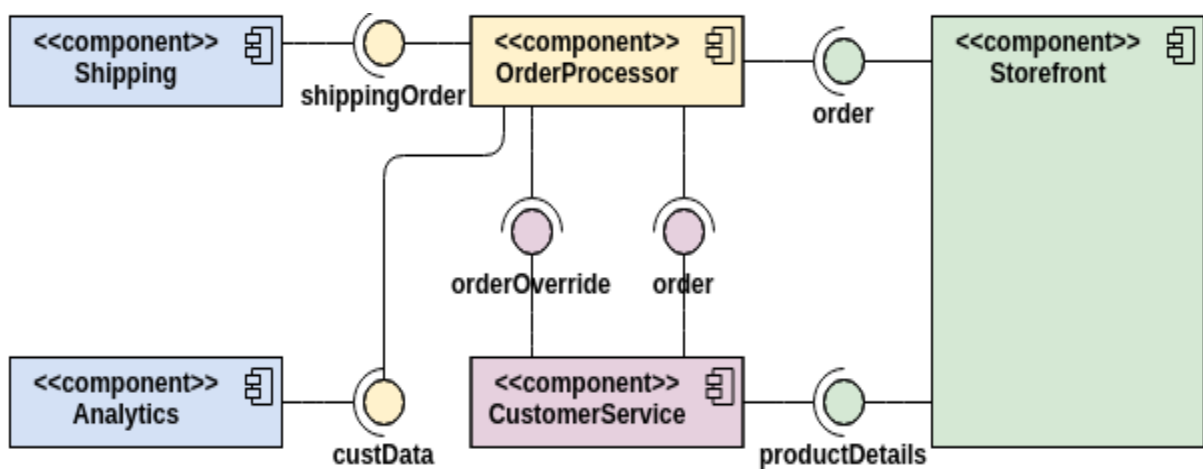 <<component>>
Shipping
shippingOrder
<<component>>
OrderProcessor
order
<<component>>
Storefront
orderOverride
order
<<component>>
Analytics
custData
<<component>>
CustomerService
productDetails